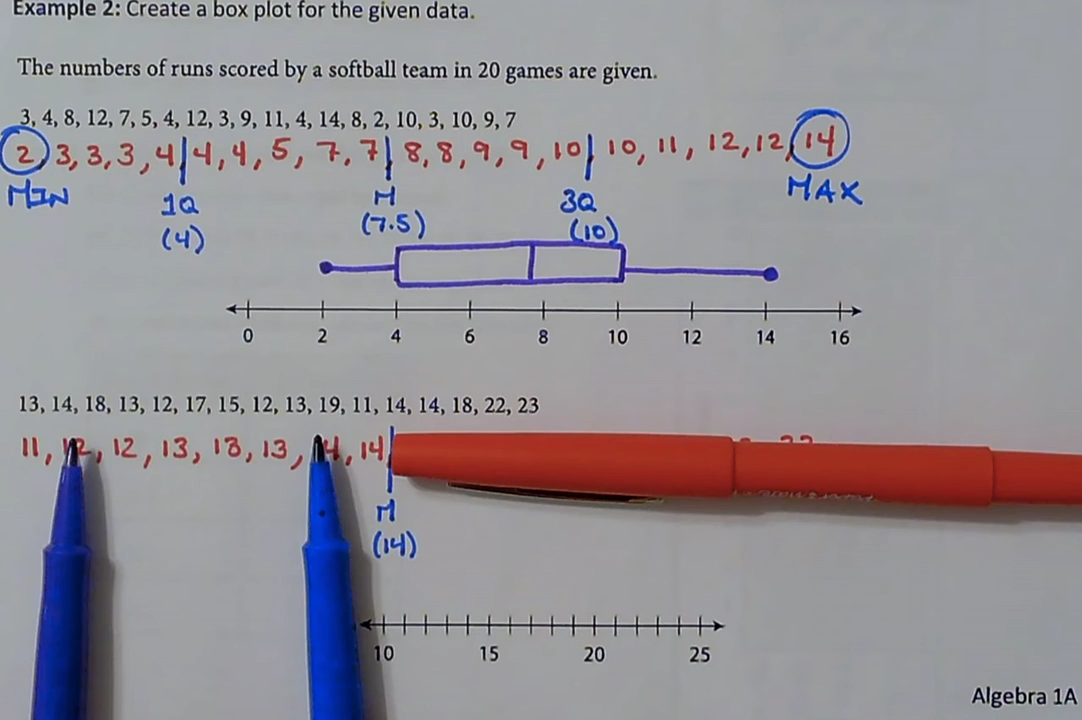 Example 2: Create a box plot for the given data.
The numbers of runs scored by a softball team in 20 games are given.
3, 4, 8, 12, 7, 5, 4, 12, 3, 9, 11, 4, 14, 8, 2, 10, 3, 10, 9, 7
2, 3, 3, 3, 4 4, 4, 5, 7, 7 8, 8, 9, 9, 10 10, 11, 12, 12, 14
MIN 1Q M 3Q MAX
(4) (7.5) (10)
0 2 4 6 8 10 12 14 16
13, 14, 18, 13, 12, 17, 15, 12, 13, 19, 11, 14, 14, 18, 22, 23
11, 12, 12, 13, 13, 13, 14, 14
M
(14)
10 15 20 25
Algebra 1A